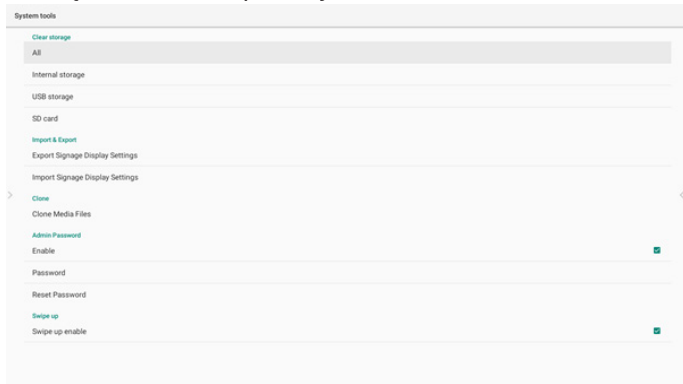 System tools
Clear storage
All
Internal storage
USB storage
SD card
Import & Export
Export Signage Display Settings
Import Signage Display Settings
Clone
Clone Media Files
Admin Password
Enable
Password
Reset Password
Swipe up
Swipe up enable